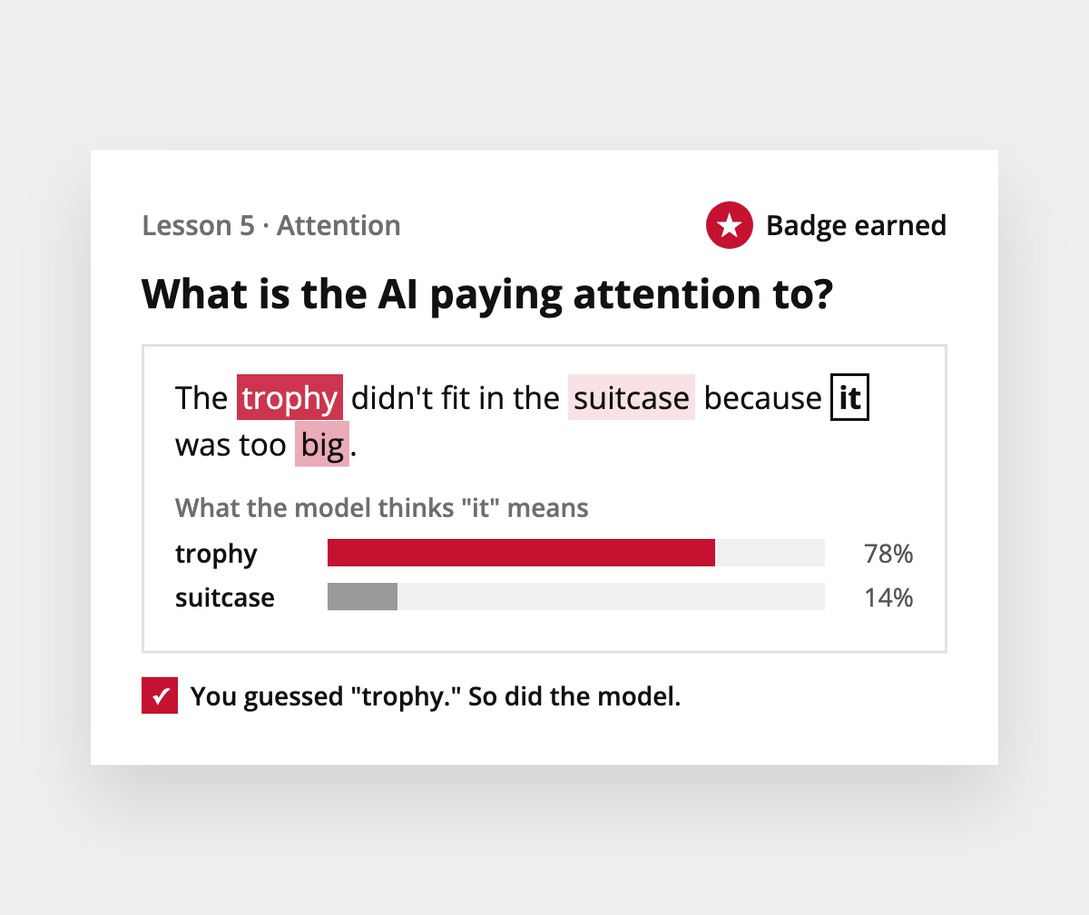 Lesson 5 · Attention
Badge earned
What is the AI paying attention to?
The trophy didn't fit in the suitcase because it
was too big.
What the model thinks "it" means
trophy 78%
suitcase 14%
You guessed "trophy." So did the model.